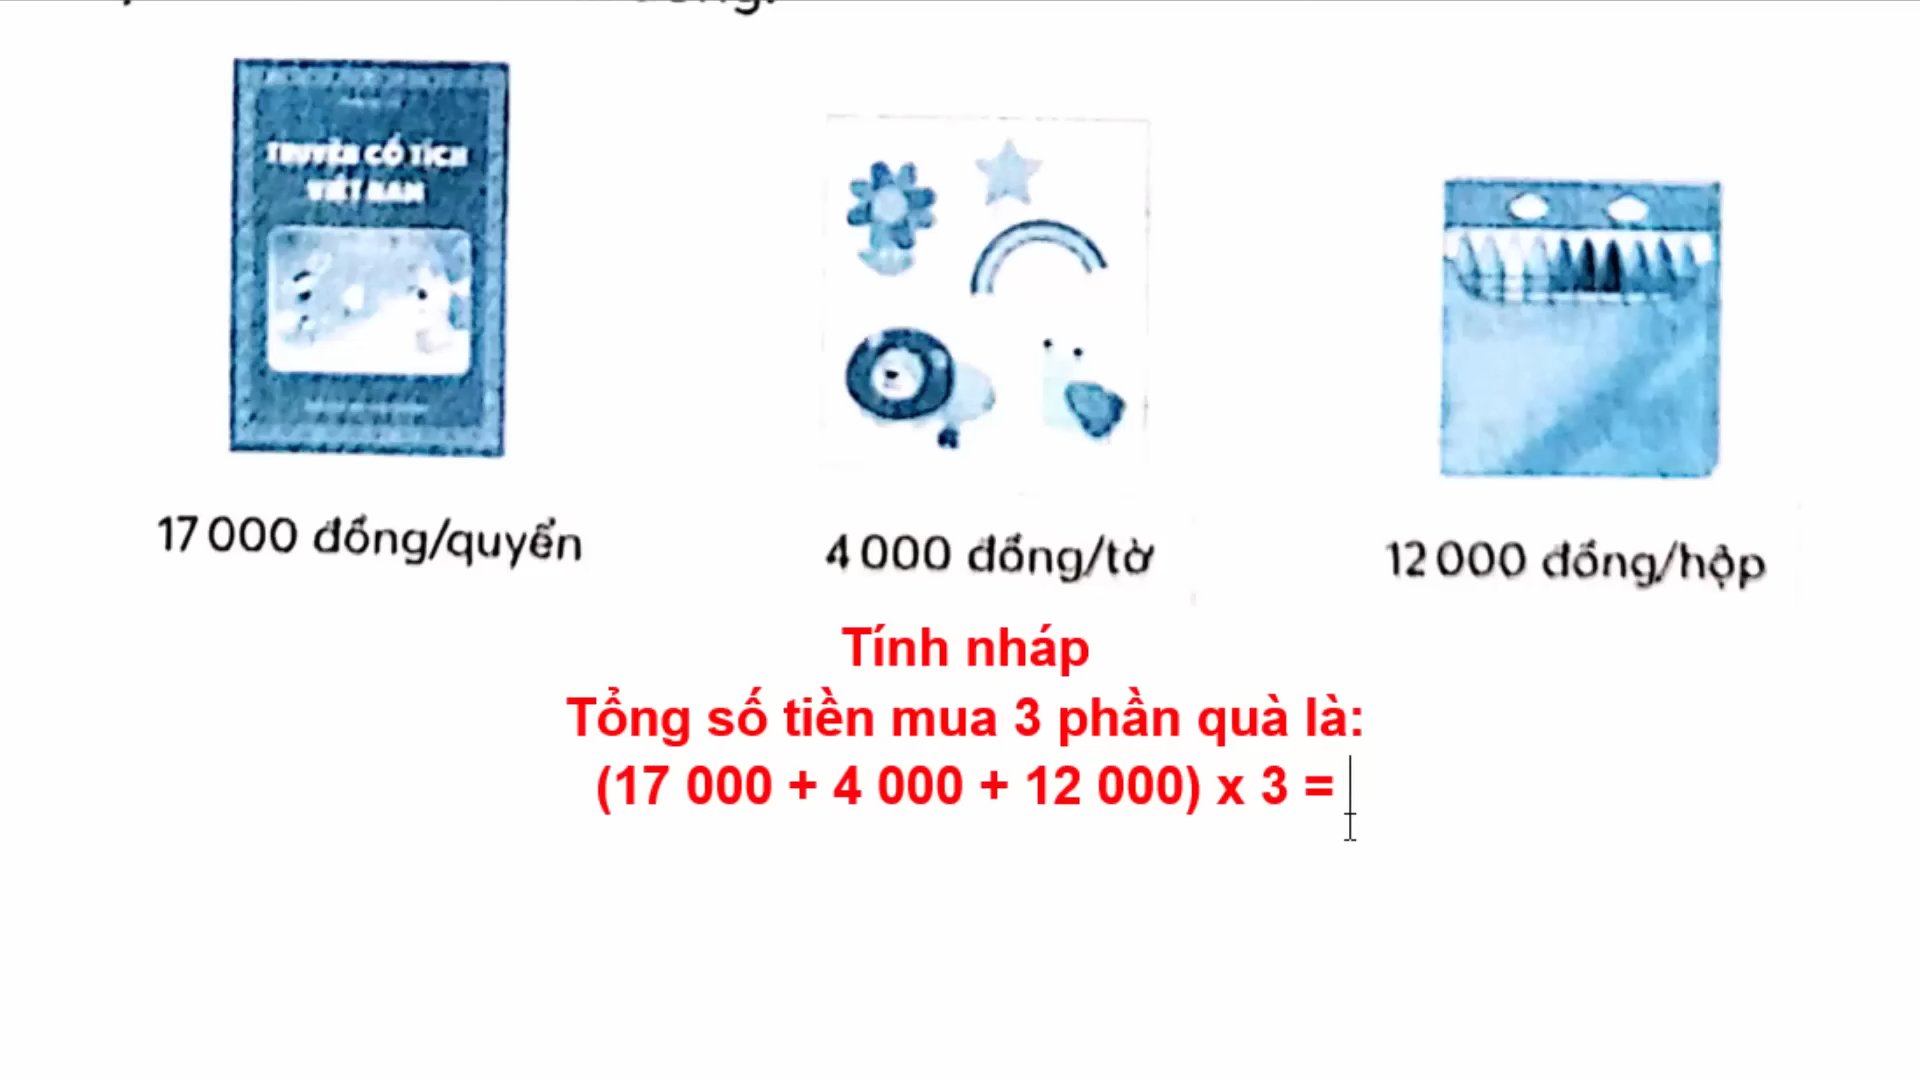 TRUYỆN CỔ TÍCH
VIỆT NAM
17 000 đồng/quyển
4 000 đồng/tờ
12 000 đồng/hộp
Tính nháp
Tổng số tiền mua 3 phần quà là:
(17 000 + 4 000 + 12 000) x 3 =